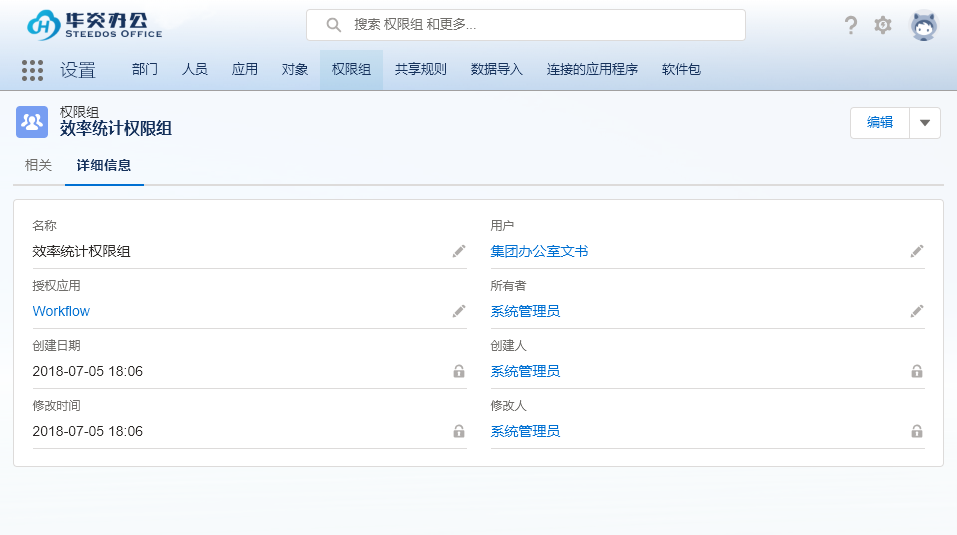 华炎办公
STEEDOS OFFICE
搜索 权限组 和更多...
设置 部门 人员 应用 对象 权限组 共享规则 数据导入 连接的应用程序 软件包
权限组
效率统计权限组
编辑
相关 详细信息
名称 用户
效率统计权限组 集团办公室文书
授权应用 所有者
Workflow 系统管理员
创建日期 创建人
2018-07-05 18:06 系统管理员
修改时间 修改人
2018-07-05 18:06 系统管理员